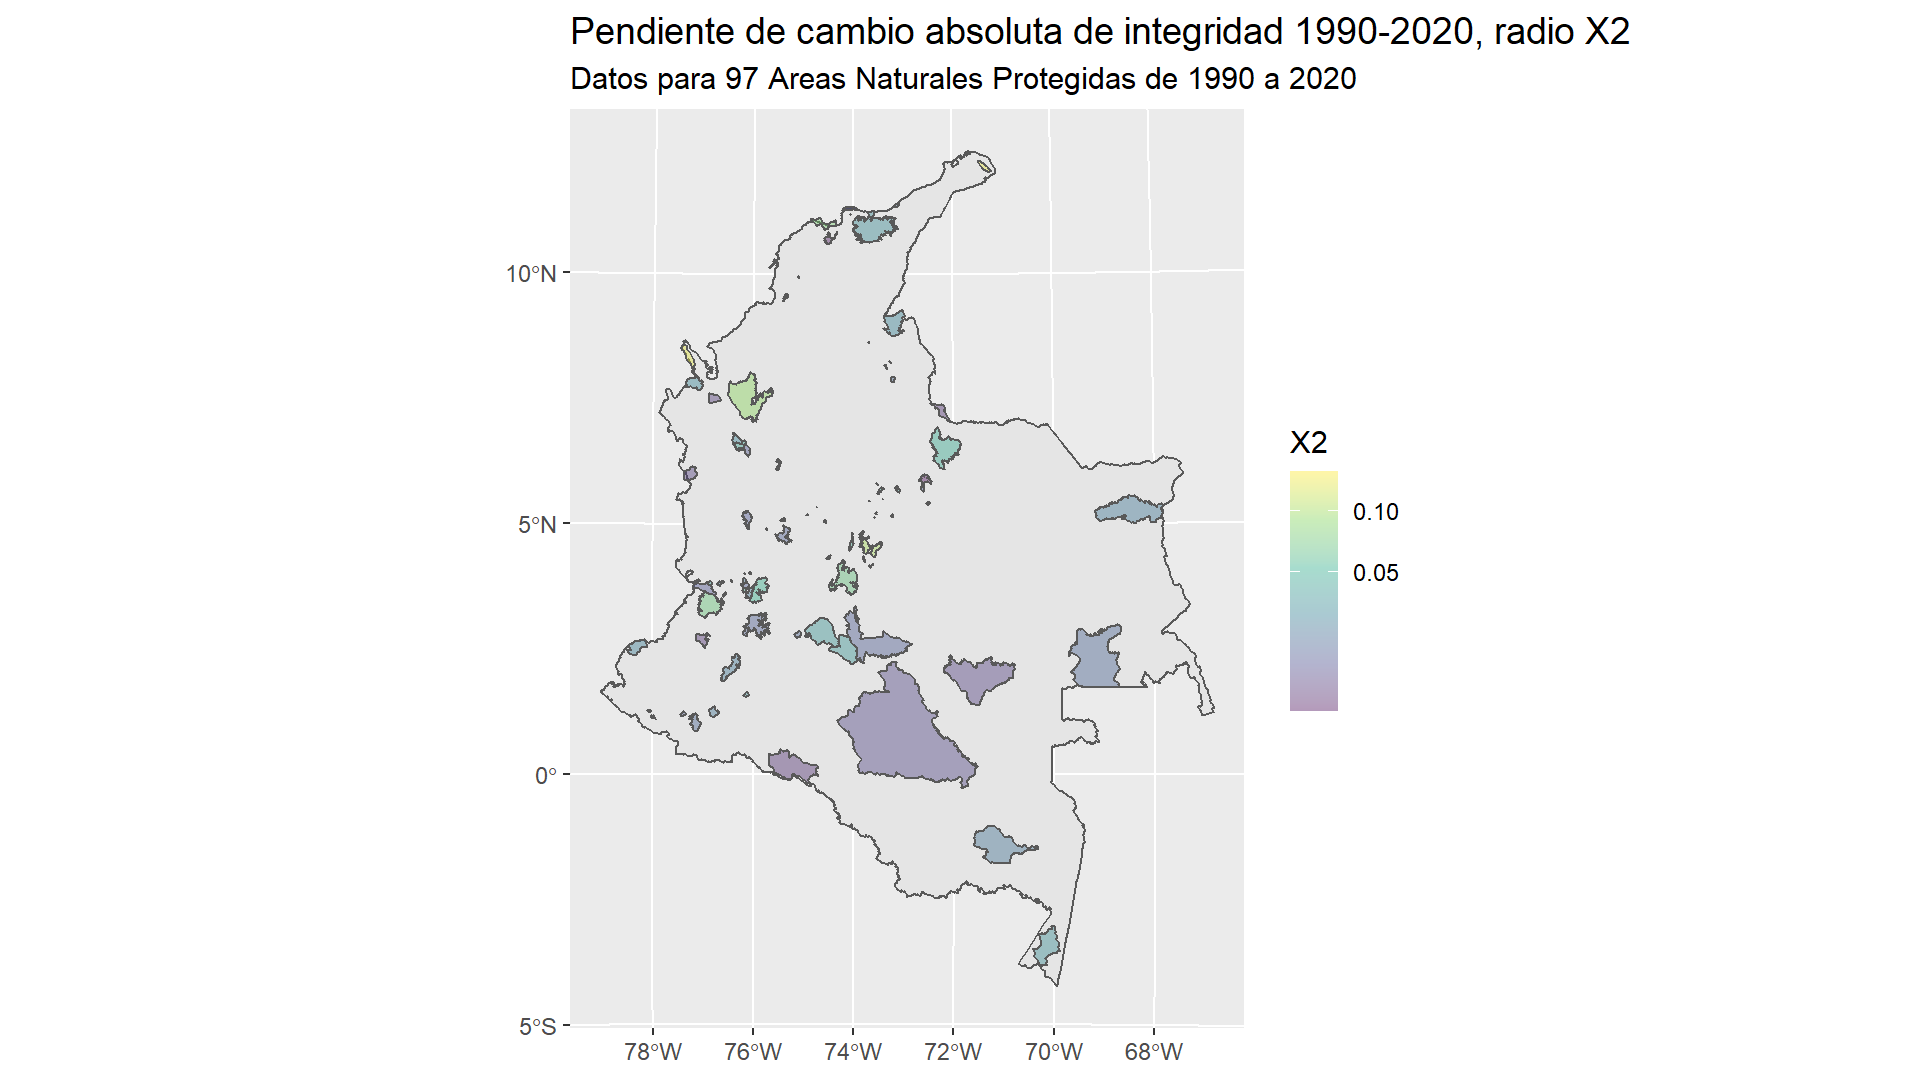 Pendiente de cambio absoluta de integridad 1990-2020, radio X2
Datos para 97 Areas Naturales Protegidas de 1990 a 2020
10°N
5°N
0°
5°S
78°W 76°W 74°W 72°W 70°W 68°W
X2
0.10
0.05